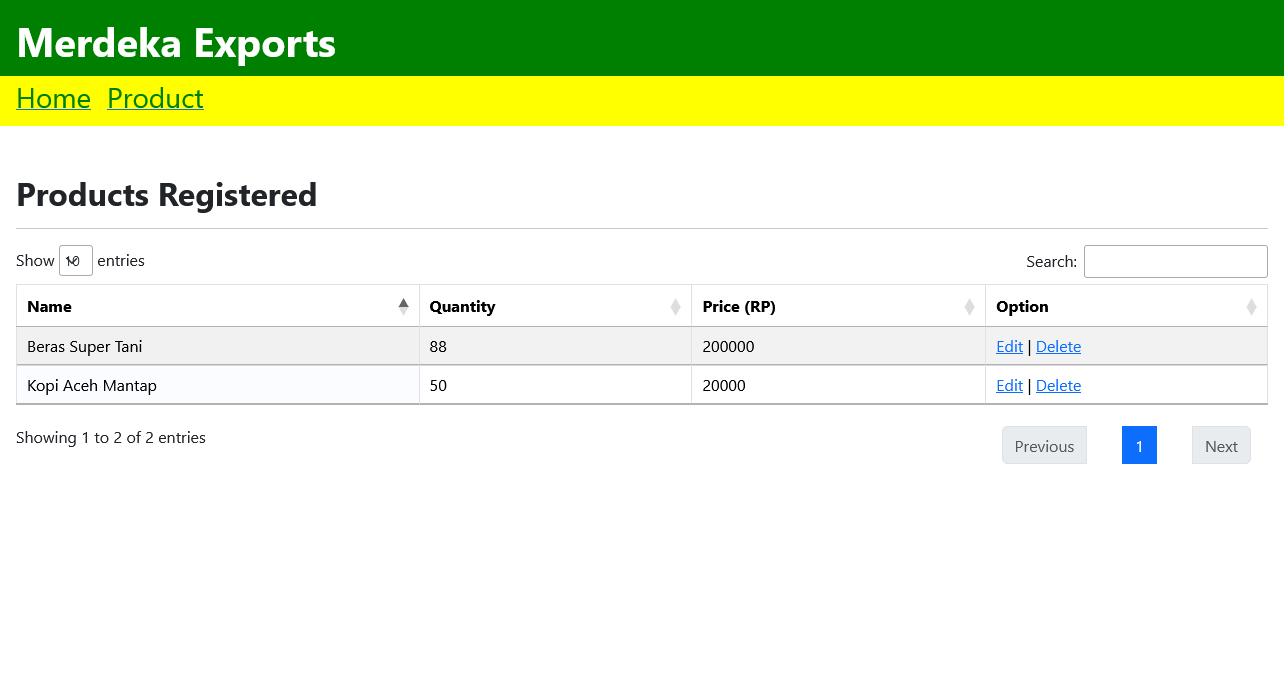 Merdeka Exports
Home Product
Products Registered
Show 10 entries Search:
Name Quantity Price (RP) Option
Beras Super Tani 88 200000 Edit | Delete
Kopi Aceh Mantap 50 20000 Edit | Delete
Showing 1 to 2 of 2 entries Previous 1 Next